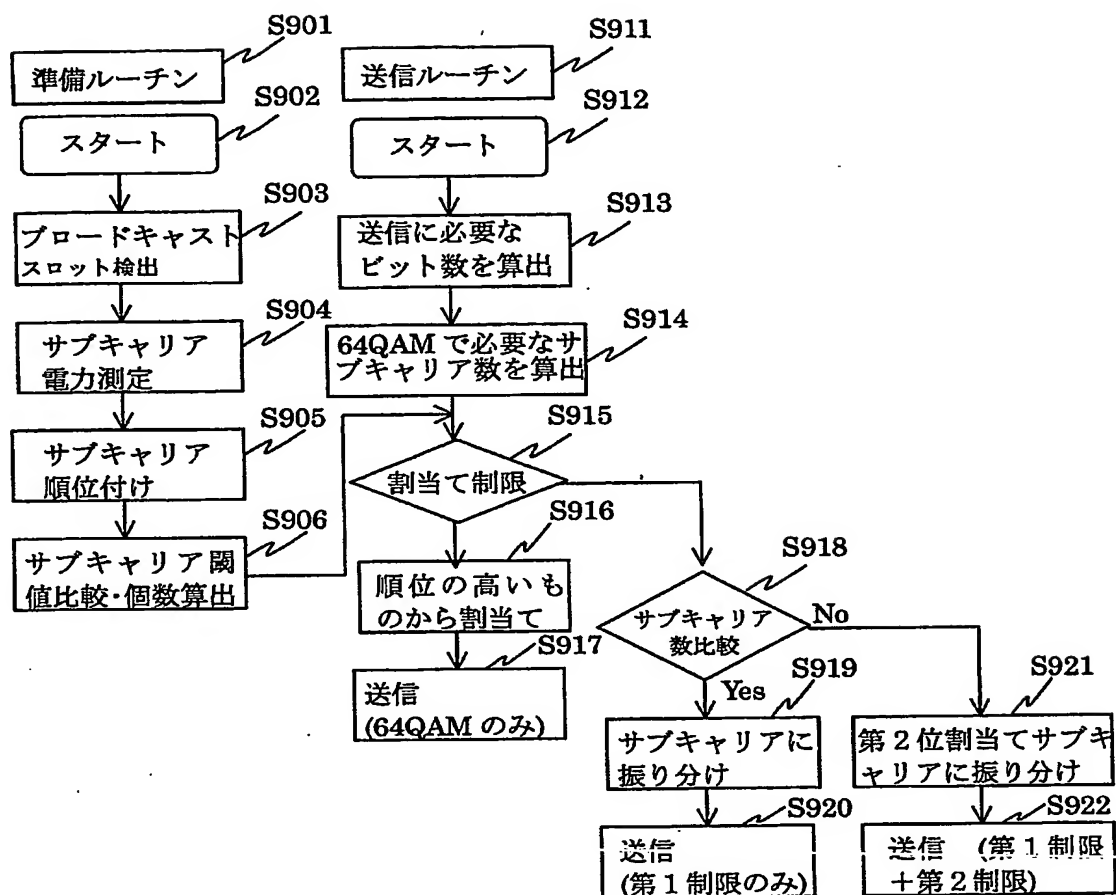 S901
準備ルーチン
S902
スタート
S903
ブロードキャスト
スロット検出
S904
サブキャリア
電力測定
S905
サブキャリア
順位付け
S906
サブキャリア閾
値比較・個数算出
S911
送信ルーチン
S912
スタート
S913
送信に必要な
ビット数を算出
S914
64QAMで必要なサ
ブキャリア数を算出
S915
割当て制限
S916
順位の高いも
のから割当て
S917
送信
(64QAMのみ)
S918
サブキャリア
数比較
No
Yes
S919
サブキャリアに
振り分け
S920
送信
(第1制限のみ)
S921
第2位割当てサブキ
ャリアに振り分け
S922
送信 (第1制限
+第2制限)